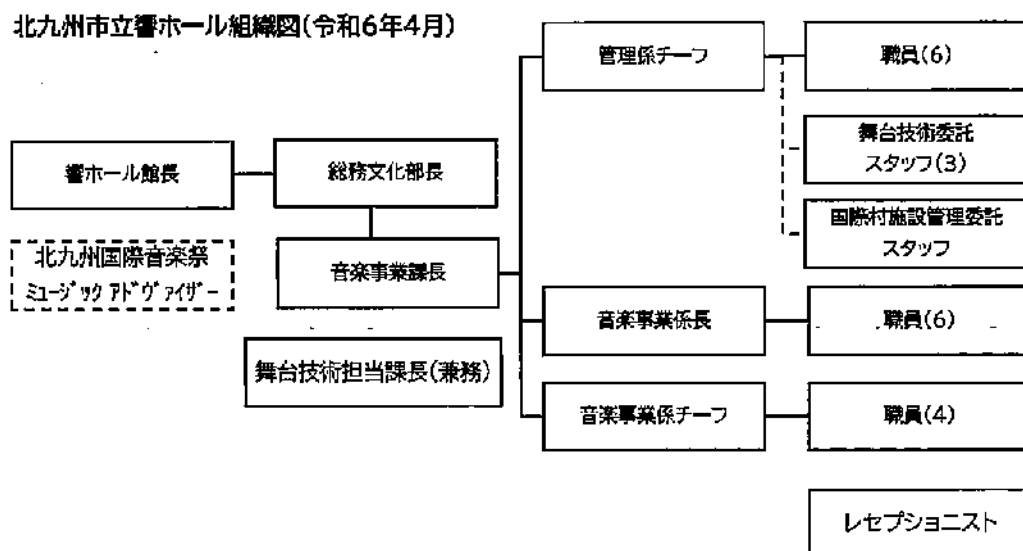 北九州市立響ホール組織図(令和6年4月)
管理係チーフ
職員(6)
舞台技術委託
スタッフ(3)
国際村施設管理委託
スタッフ
響ホール館長
総務文化部長
北九州国際音楽祭
ミュージック アドヴァイザー
音楽事業課長
舞台技術担当課長(兼務)
音楽事業係長
職員(6)
音楽事業係チーフ
職員(4)
レセプショニスト